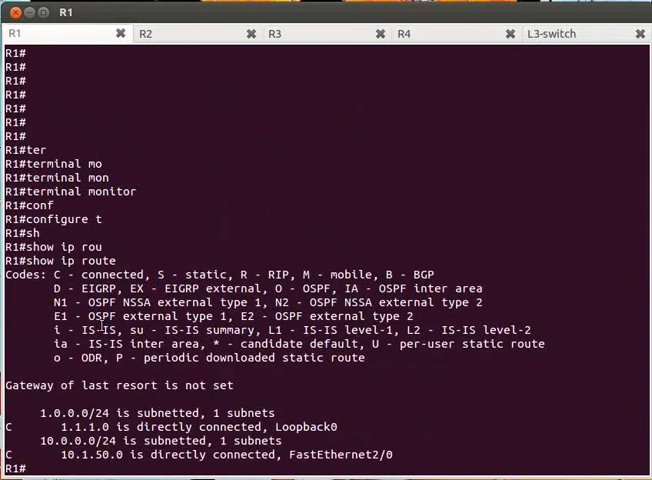 R1
R1
R2
R3
R4
L3-switch
R1#
R1#
R1#
R1#
R1#
R1#
R1#
R1#ter
R1#terminal mo
R1#terminal mon
R1#terminal monitor
R1#conf
R1#configure t
R1#sh
R1#show ip rou
R1#show ip route
Codes: C - connected, S - static, R - RIP, M - mobile, B - BGP
D - EIGRP, EX - EIGRP external, O - OSPF, IA - OSPF inter area
N1 - OSPF NSSA external type 1, N2 - OSPF NSSA external type 2
E1 - OSPF external type 1, E2 - OSPF external type 2
i - IS-IS, su - IS-IS summary, L1 - IS-IS level-1, L2 - IS-IS level-2
ia - IS-IS inter area, * - candidate default, U - per-user static route
o - ODR, P - periodic downloaded static route
Gateway of last resort is not set
1.0.0.0/24 is subnetted, 1 subnets
C 1.1.1.0 is directly connected, Loopback0
10.0.0.0/24 is subnetted, 1 subnets
C 10.1.50.0 is directly connected, FastEthernet2/0
R1#